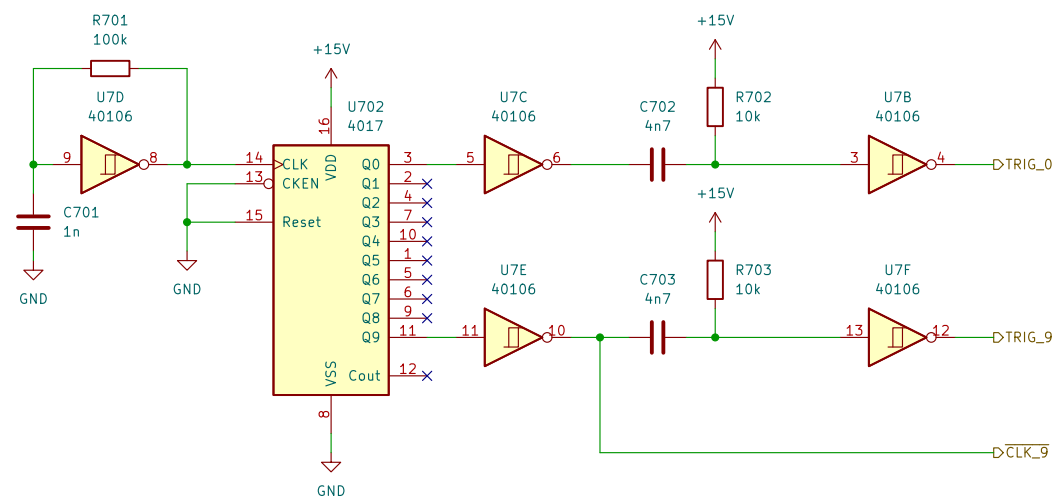 R701
100k
U7D
40106
9
8
C701
1n
GND
GND
+15V
U702
4017
16
VDD
14
CLK
13
CKEN
15
Reset
Q0
3
Q1
2
Q2
4
Q3
7
Q4
10
Q5
1
Q6
5
Q7
6
Q8
9
Q9
11
Cout
12
VSS
8
GND
U7C
40106
5
6
C702
4n7
+15V
R702
10k
U7B
40106
3
4
TRIG_0
U7E
40106
11
10
C703
4n7
+15V
R703
10k
U7F
40106
13
12
TRIG_9
CLK_9